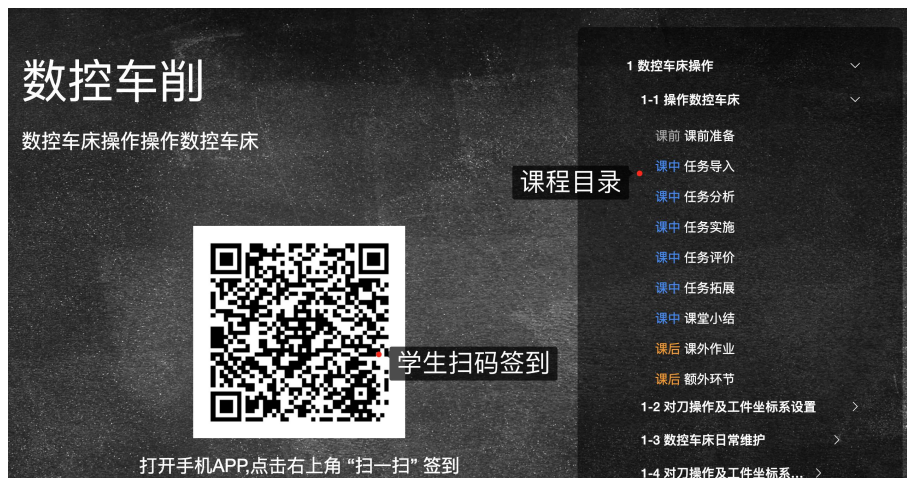 数控车削
数控车床操作操作数控车床
学生扫码签到
打开手机APP,点击右上角 “扫一扫” 签到
课程目录
1 数控车床操作
1-1 操作数控车床
课前 课前准备
课中 任务导入
课中 任务分析
课中 任务实施
课中 任务评价
课中 任务拓展
课中 课堂小结
课后 课外作业
课后 额外环节
1-2 对刀操作及工件坐标系设置
1-3 数控车床日常维护
1-4 对刀操作及工件坐标系...